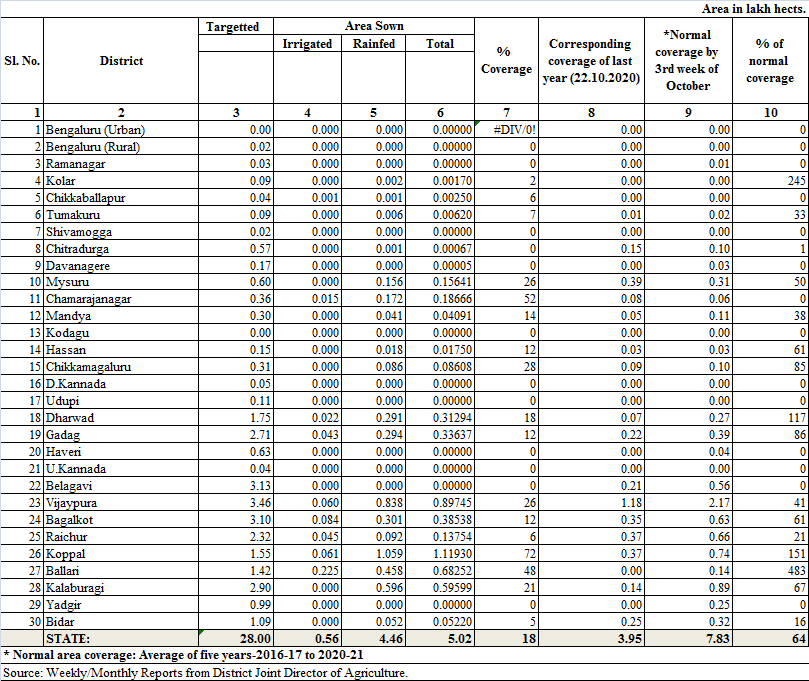 Area in lakh hects.
Sl. No. District Targetted Area Sown % Coverage Corresponding coverage of last year (22.10.2020) *Normal coverage by 3rd week of October % of normal coverage
Irrigated Rainfed Total
1 2 3 4 5 6 7 8 9 10
1 Bengaluru (Urban) 0.00 0.000 0.000 0.00000 #DIV/0! 0.00 0.00 0
2 Bengaluru (Rural) 0.02 0.000 0.000 0.00000 0 0.00 0.00 0
3 Ramanagar 0.03 0.000 0.000 0.00000 0 0.00 0.01 0
4 Kolar 0.09 0.000 0.002 0.00170 2 0.00 0.00 245
5 Chikkaballapur 0.04 0.001 0.001 0.00250 6 0.00 0.00 0
6 Tumakuru 0.09 0.000 0.006 0.00620 7 0.01 0.02 33
7 Shivamogga 0.02 0.000 0.000 0.00000 0 0.00 0.00 0
8 Chitradurga 0.57 0.000 0.001 0.00067 0 0.15 0.10 1
9 Davanagere 0.17 0.000 0.000 0.00005 0 0.00 0.03 0
10 Mysuru 0.60 0.000 0.156 0.15641 26 0.39 0.31 50
11 Chamarajanagar 0.36 0.015 0.172 0.18666 52 0.08 0.06 0
12 Mandya 0.30 0.000 0.041 0.04091 14 0.05 0.11 38
13 Kodagu 0.00 0.000 0.000 0.00000 0 0.00 0.00 0
14 Hassan 0.15 0.000 0.018 0.01750 12 0.03 0.03 61
15 Chikkamagaluru 0.31 0.000 0.086 0.08608 28 0.09 0.10 85
16 D.Kannada 0.05 0.000 0.000 0.00000 0 0.00 0.00 0
17 Udupi 0.11 0.000 0.000 0.00000 0 0.00 0.00 0
18 Dharwad 1.75 0.022 0.291 0.31294 18 0.07 0.27 117
19 Gadag 2.71 0.043 0.294 0.33637 12 0.22 0.39 86
20 Haveri 0.63 0.000 0.000 0.00000 0 0.00 0.04 0
21 U.Kannada 0.04 0.000 0.000 0.00000 0 0.00 0.00 0
22 Belagavi 3.13 0.000 0.000 0.00000 0 0.21 0.56 0
23 Vijaypura 3.46 0.060 0.838 0.89745 26 1.18 2.17 41
24 Bagalkot 3.10 0.084 0.301 0.38538 12 0.35 0.63 61
25 Raichur 2.32 0.045 0.092 0.13754 6 0.37 0.66 21
26 Koppal 1.55 0.061 1.059 1.11930 72 0.37 0.74 151
27 Ballari 1.42 0.225 0.458 0.68252 48 0.00 0.14 483
28 Kalaburagi 2.90 0.000 0.596 0.59599 21 0.14 0.89 67
29 Yadgir 0.99 0.000 0.000 0.00000 0 0.00 0.25 0
30 Bidar 1.09 0.000 0.052 0.05220 5 0.25 0.32 16
STATE: 28.00 0.56 4.46 5.02 18 3.95 7.83 64
* Normal area coverage: Average of five years-2016-17 to 2020-21
Source: Weekly/Monthly Reports from District Joint Director of Agriculture.